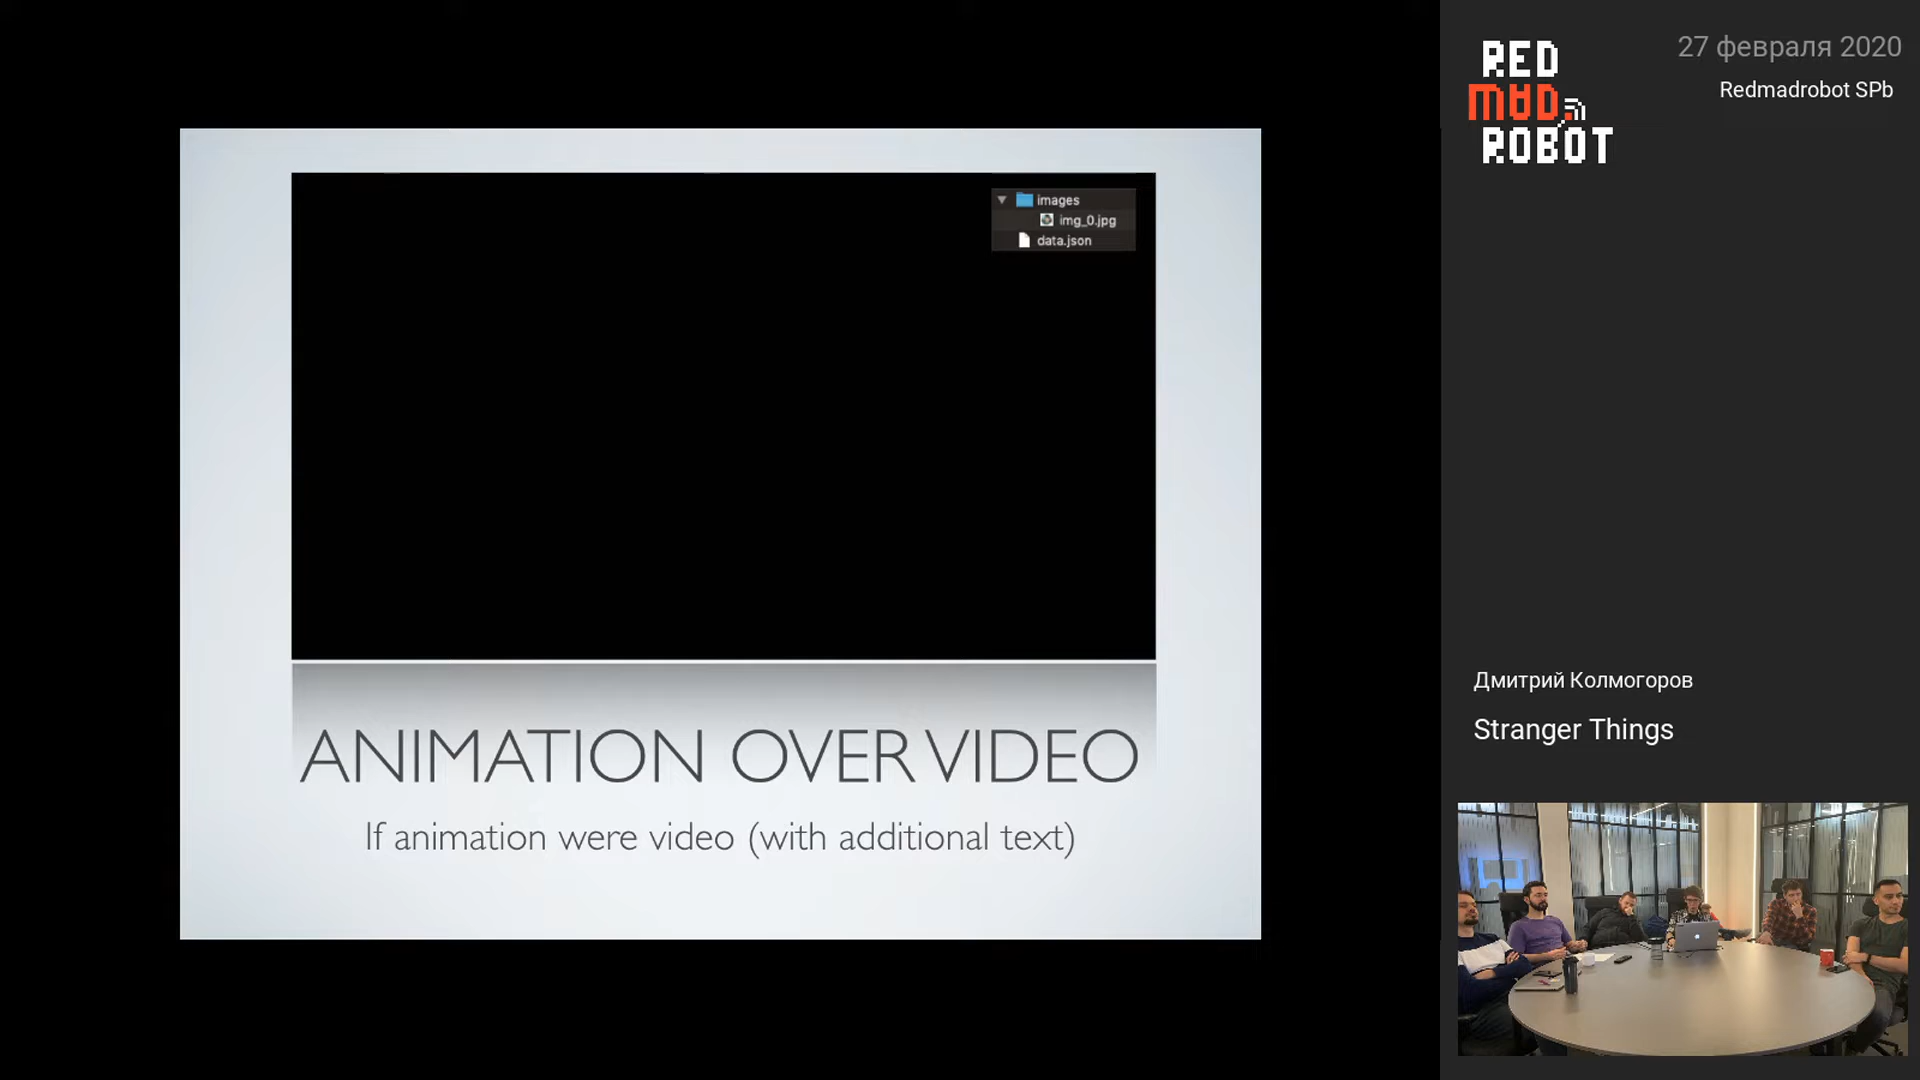 images
img_0.jpg
data.json
ANIMATION OVER VIDEO
If animation were video (with additional text)
RED
MAD
ROBOT
27 февраля 2020
Redmadrobot SPb
Дмитрий Колмогоров
Stranger Things